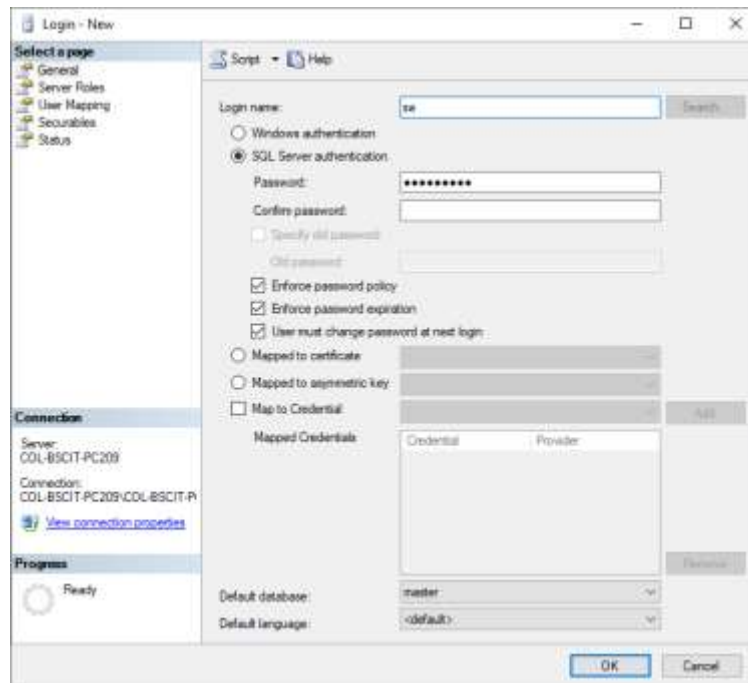 Login - New
Select a page
General
Server Roles
User Mapping
Securables
Status
Script Help
Login name:
Search...
Windows authentication
SQL Server authentication
Password:
Confirm password:
Specify old password
Old password:
Enforce password policy
Enforce password expiration
User must change password at next login
Mapped to certificate
Mapped to asymmetric key
Map to Credential
Add
Mapped Credentials
Credential Provider
Remove
Default database: master
Default language: <default>
Connection
Server:
COL-BSCIT-PC209
Connection:
COL-BSCIT-PC209\COL-BSCIT-P
View connection properties
Progress
Ready
OK Cancel